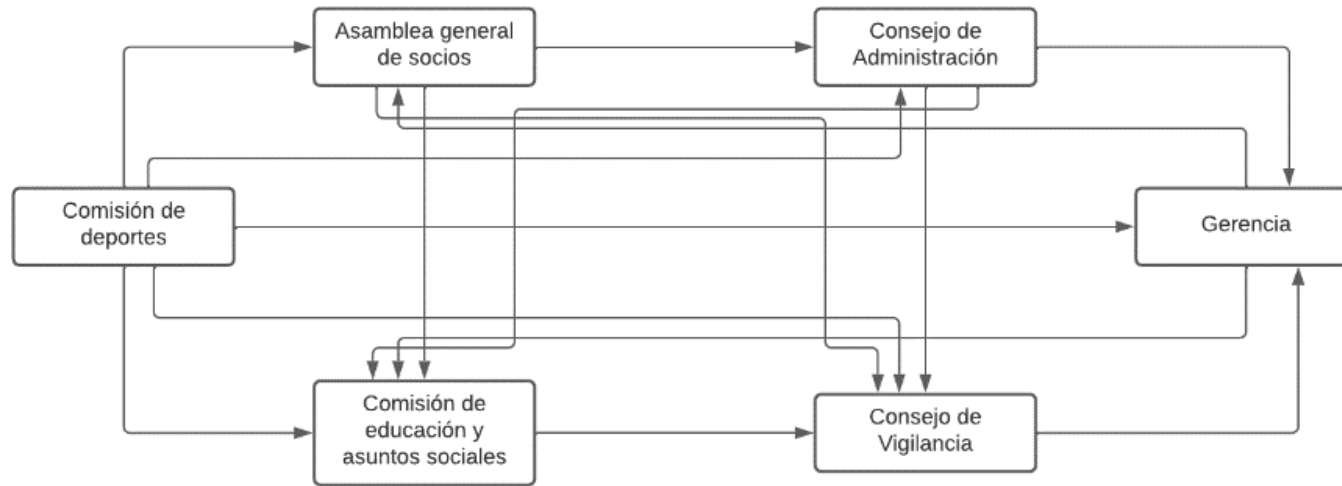 Asamblea general
de socios
Consejo de
Administración
Comisión de
deportes
Gerencia
Comisión de
educación y
asuntos sociales
Consejo de
Vigilancia